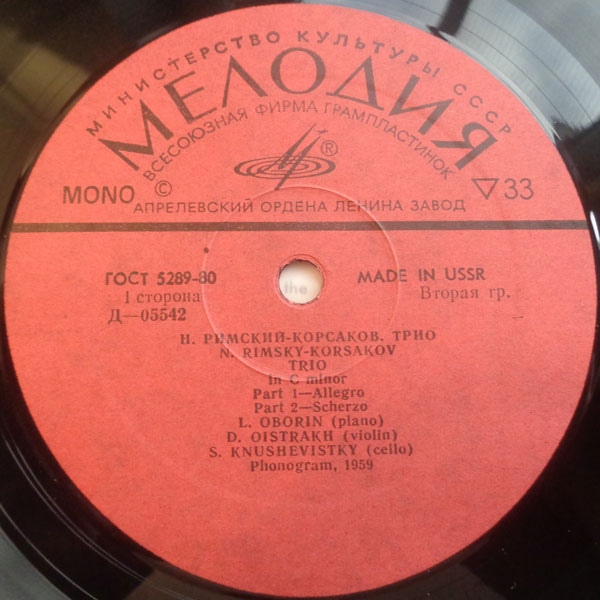 МИНИСТЕРСТВО КУЛЬТУРЫ СССР
МЕЛОДИЯ
ВСЕСОЮЗНАЯ ФИРМА ГРАМПЛАСТИНОК
®
MONO © ▽33
АПРЕЛЕВСКИЙ ОРДЕНА ЛЕНИНА ЗАВОД
ГОСТ 5289-80 the MADE IN USSR
1 сторона Вторая гр.
Д—05542
Н. РИМСКИЙ-КОРСАКОВ. ТРИО
N. RIMSKY-KORSAKOV
TRIO
in C minor
Part 1—Allegro
Part 2—Scherzo
L. OBORIN (piano)
D. OISTRAKH (violin)
S. KNUSHEVISTKY (cello)
Phonogram, 1959